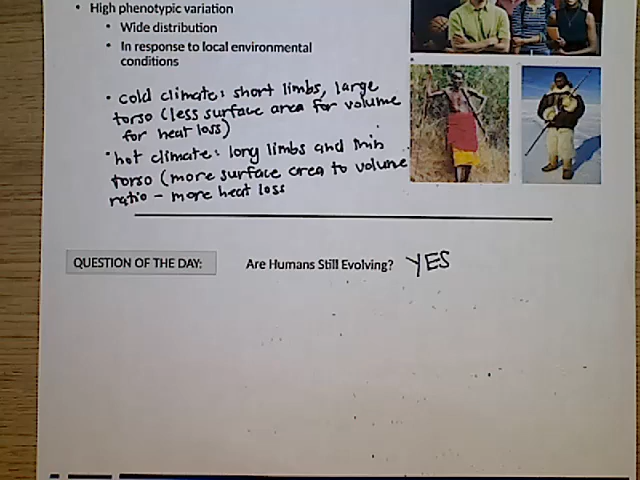 • High phenotypic variation
• Wide distribution
• In response to local environmental
conditions
• cold climate: short limbs, large
torso (less surface area for volume
for heat loss)
• hot climate: long limbs and thin
torso (more surface area to volume
ratio - more heat loss
QUESTION OF THE DAY: Are Humans Still Evolving? YES